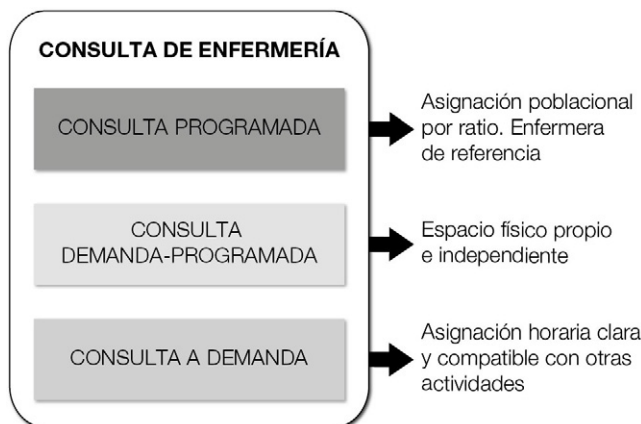 CONSULTA DE ENFERMERÍA
CONSULTA PROGRAMADA
Asignación poblacional
por ratio. Enfermera
de referencia
CONSULTA
DEMANDA-PROGRAMADA
Espacio físico propio
e independiente
CONSULTA A DEMANDA
Asignación horaria clara
y compatible con otras
actividades